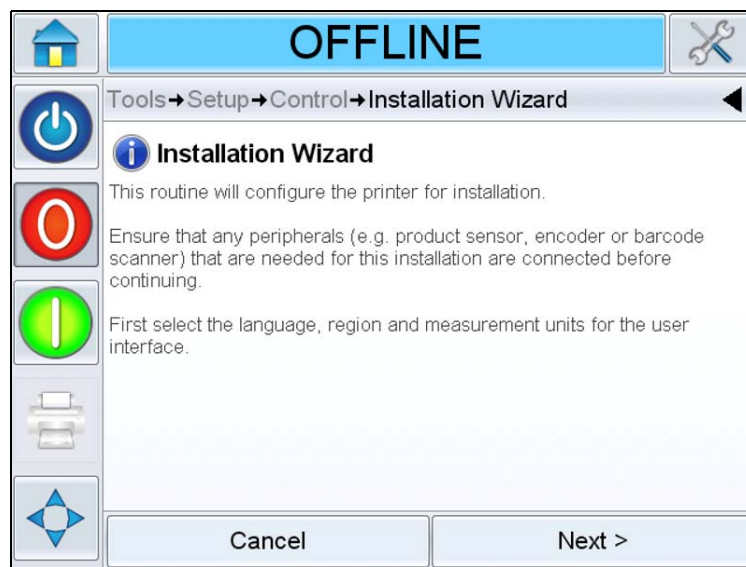 OFFLINE
Tools→Setup→Control→Installation Wizard
Installation Wizard
This routine will configure the printer for installation.
Ensure that any peripherals (e.g. product sensor, encoder or barcode
scanner) that are needed for this installation are connected before
continuing.
First select the language, region and measurement units for the user
interface.
Cancel
Next >